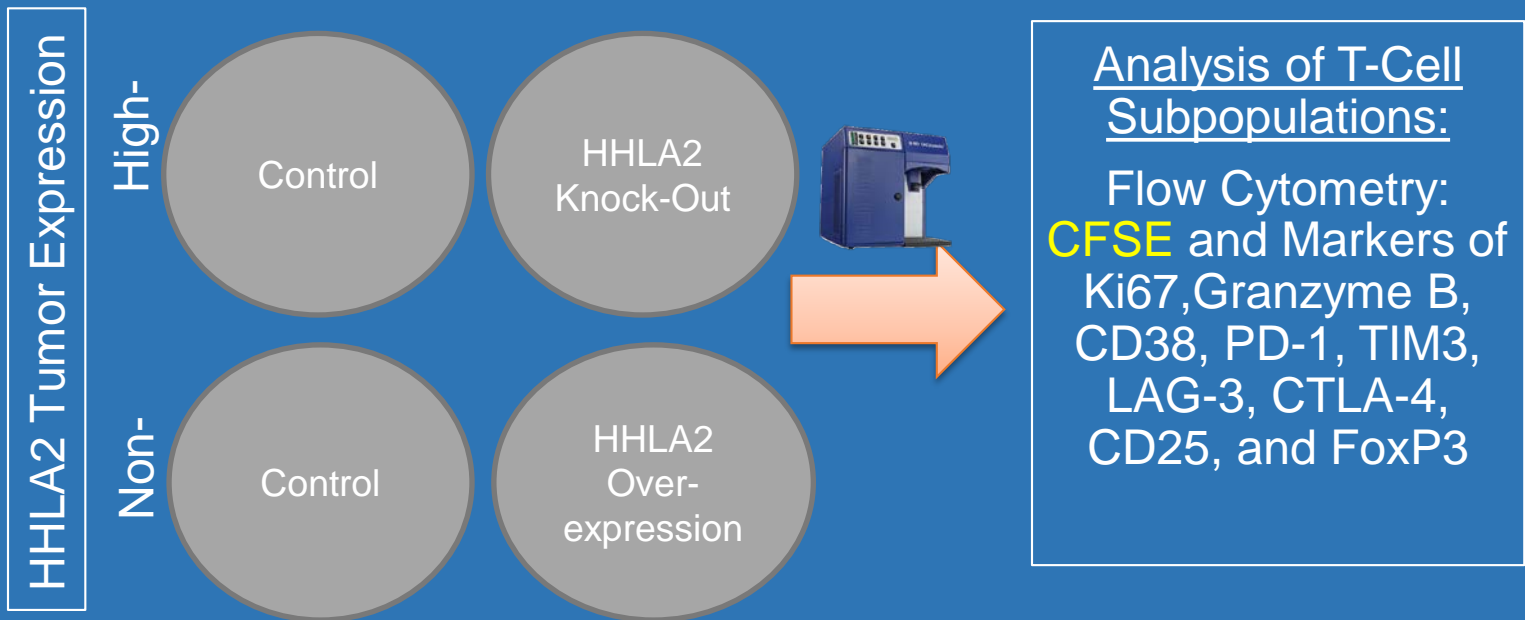 HHLA2 Tumor Expression
High-
Control
HHLA2
Knock-Out
Non-
Control
HHLA2
Over-
expression
Analysis of T-Cell
Subpopulations:
Flow Cytometry:
CFSE and Markers of
Ki67,Granzyme B,
CD38, PD-1, TIM3,
LAG-3, CTLA-4,
CD25, and FoxP3